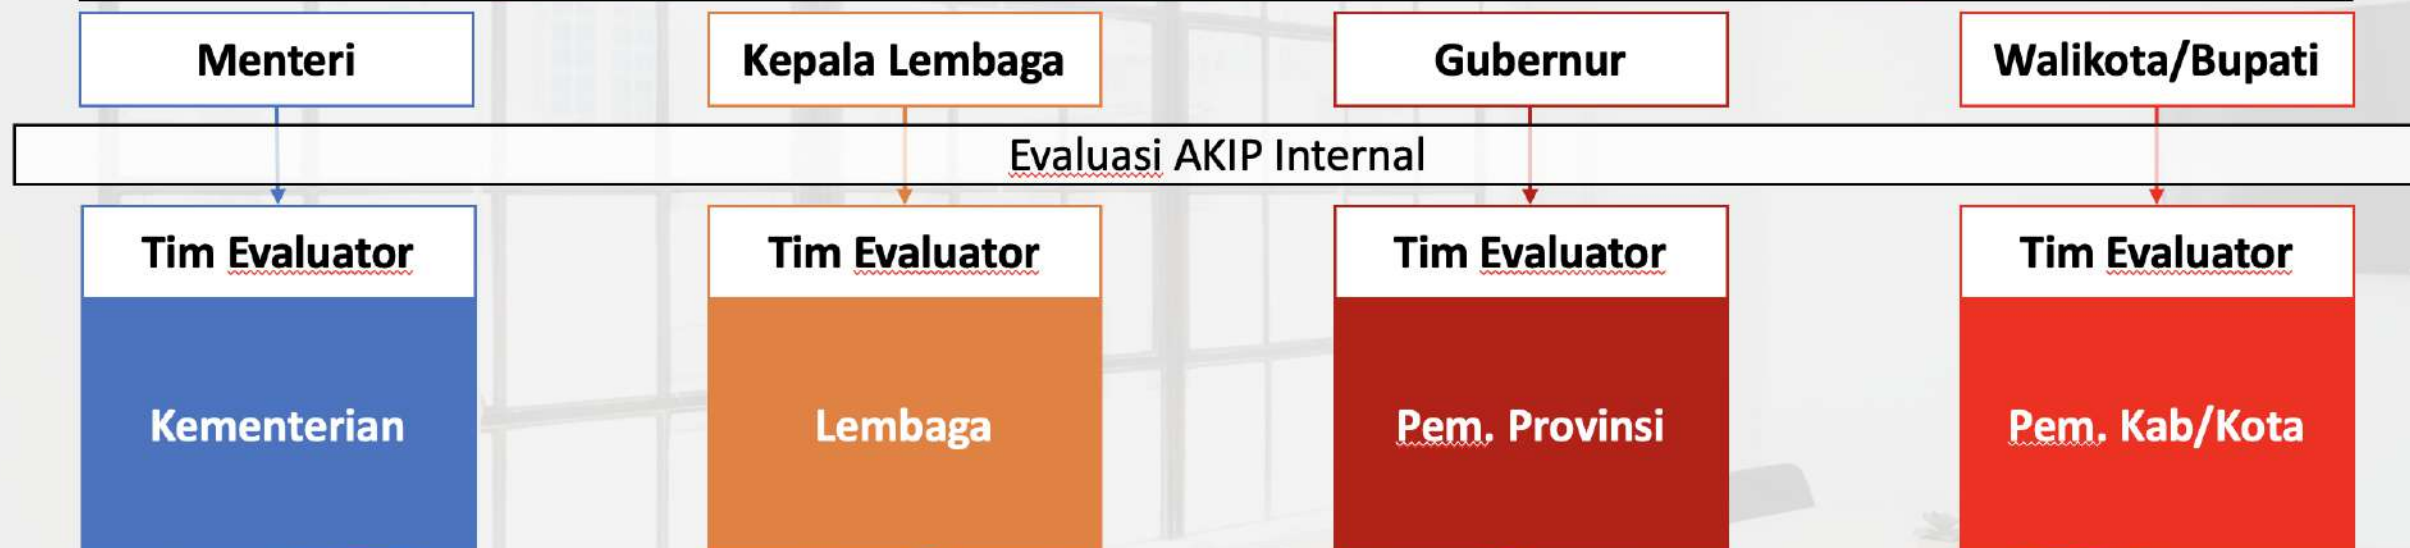 Menteri
Kepala Lembaga
Gubernur
Walikota/Bupati
Evaluasi AKIP Internal
Tim Evaluator
Tim Evaluator
Tim Evaluator
Tim Evaluator
Kementerian
Lembaga
Pem. Provinsi
Pem. Kab/Kota